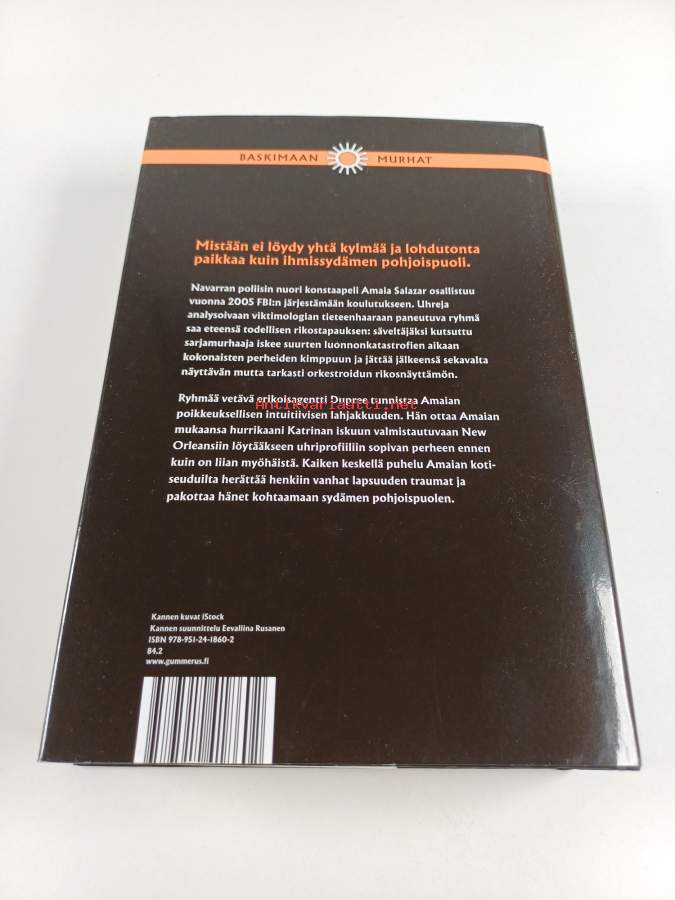 BASKIMAAN MURHAT
Mistään ei löydy yhtä kylmää ja lohdutonta
paikkaa kuin ihmissydämen pohjoispuoli.
Navarran poliisin nuori konstaapeli Amaia Salazar osallistuu
vuonna 2005 FBI:n järjestämään koulutukseen. Uhreja
analysoivaan viktimologian tieteenhaaraan paneutuva ryhmä
saa eteensä todellisen rikostapauksen: säveltäjäksi kutsuttu
sarjamurhaaja iskee suurten luonnonkatastrofien aikaan
kokonaisten perheiden kimppuun ja jättää jälkeensä sekavalta
näyttävän mutta tarkasti orkestroidun rikosnäyttämön.
Ryhmää vetävä erikoisagentti Dupree tunnistaa Amaian
Antikvariaatti.net
poikkeuksellisen intuitiivisen lahjakkuuden. Hän ottaa Amaian
mukaansa hurrikaani Katrinan iskuun valmistautuvaan New
Orleansiin löytääkseen uhriprofiiliin sopivan perheen ennen
kuin on liian myöhäistä. Kaiken keskellä puhelu Amaian koti-
seuduilta herättää henkiin vanhat lapsuuden traumat ja
pakottaa hänet kohtaamaan sydämen pohjoispuolen.
Kannen kuvat iStock
Kannen suunnittelu Eevaliina Rusanen
ISBN 978-951-24-1860-2
84.2
www.gummerus.fi